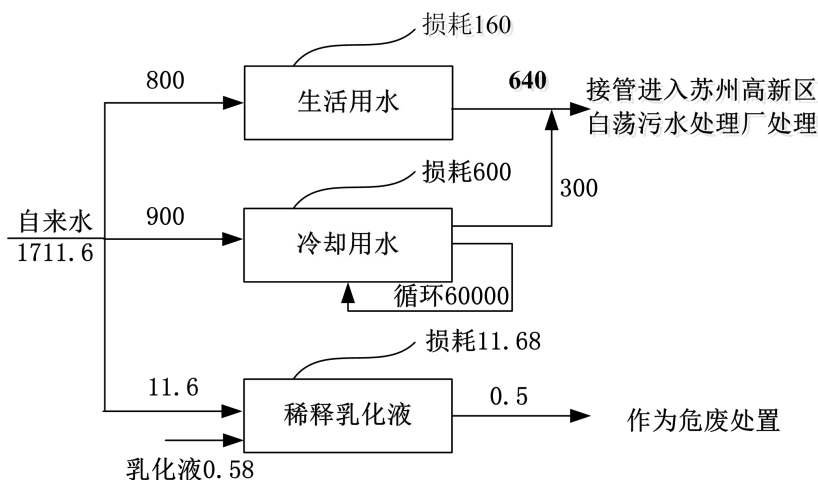 损耗160
800
生活用水
640
接管进入苏州高新区
白荡污水处理厂处理
损耗600
300
自来水
1711.6
900
冷却用水
循环60000
损耗11.68
11.6
稀释乳化液
0.5
作为危废处置
乳化液0.58